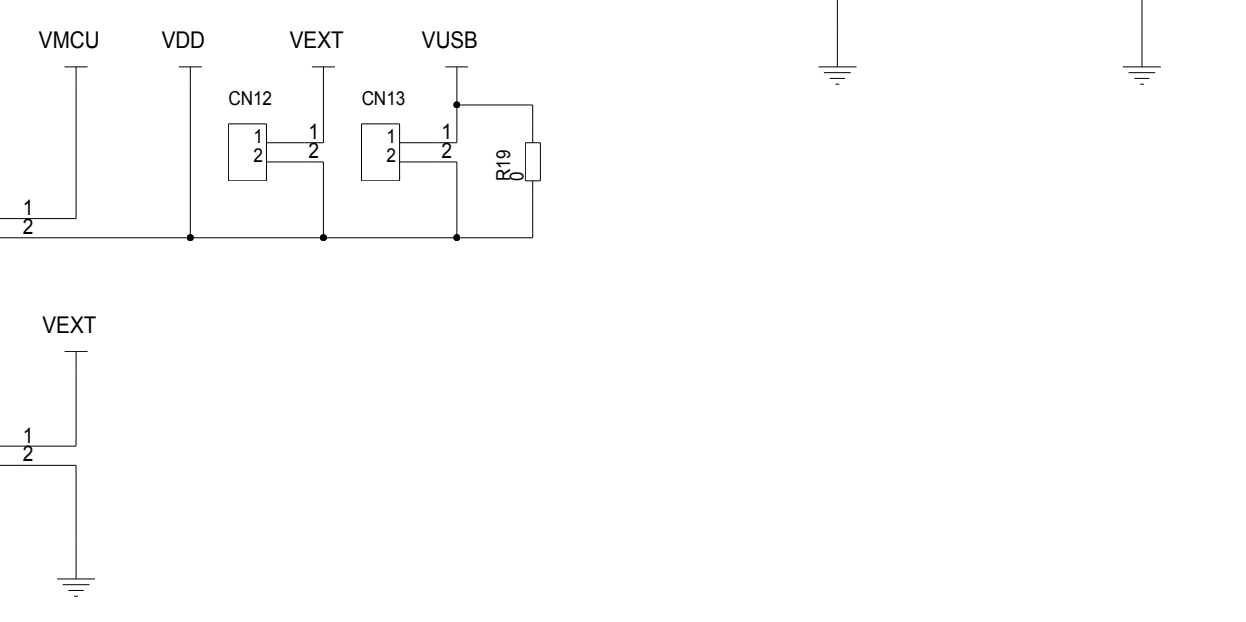 VMCU VDD VEXT VUSB
CN12 CN13
1 1 1 1
2 2 2 2
R19
0
1
2
VEXT
1
2